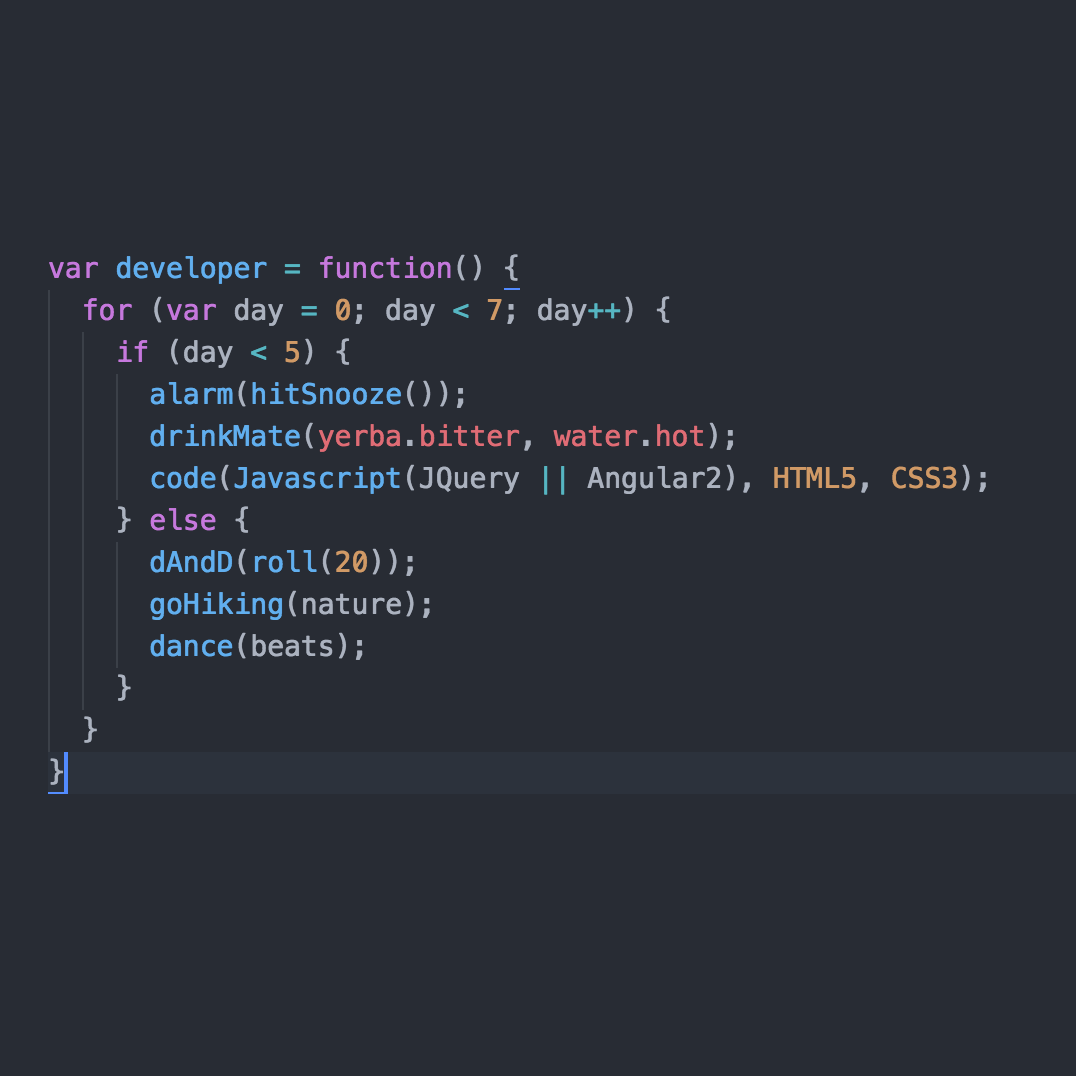 var developer = function() {
  for (var day = 0; day < 7; day++) {
    if (day < 5) {
      alarm(hitSnooze());
      drinkMate(yerba.bitter, water.hot);
      code(Javascript(JQuery || Angular2), HTML5, CSS3);
    } else {
      dAndD(roll(20));
      goHiking(nature);
      dance(beats);
    }
  }
}